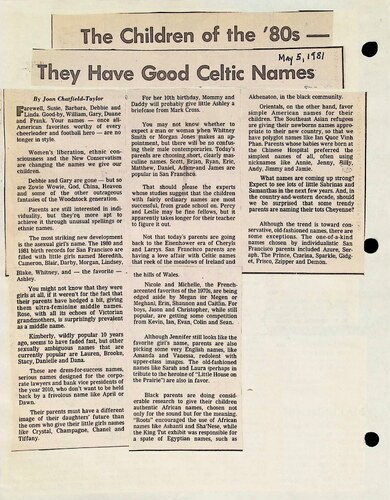 The Children of the '80s —
May 5, 1981
They Have Good Celtic Names
By Joan Chatfield-Taylor
Farewell, Susie, Barbara, Debbie and
Linda. Good-by, William, Gary, Duane
and Frank. Your names — once all-
American favorites worthy of every
cheerleader and football hero — are no
longer in style.
Women's liberation, ethnic con-
sciousness and the New Conservatism
are changing the names we give our
children.
Debbie and Gary are gone — but so
are Zowie Wowie, God, China, Heaven
and some of the other outrageous
fantasies of the Woodstock generation.
Parents are still interested in indi-
viduality, but they're more apt to
achieve it through unusual spellings or
ethnic names.
The most striking new development
is the asexual girl's name. The 1980 and
1981 birth records for San Francisco are
filled with little girls named Meredith,
Cameron, Blair, Darby, Morgan, Lindsey,
Blake, Whitney, and — the favorite —
Ashley.
You might not know that they were
girls at all, if it weren't for the fact that
their parents have hedged a bit, giving
them ultra-feminine middle names.
Rose, with all its echoes of Victorian
grandmothers, is surprisingly prevalent
as a middle name.
Kimberly, wildly popular 10 years
ago, seems to have faded fast, but other
sexually ambiguous names that are
currently popular are Lauren, Brooke,
Stacy, Danielle and Dana.
These are dress-for-success names,
serious names designed for the corpo-
rate lawyers and bank vice presidents of
the year 2010, who don't want to be held
back by a frivolous name like April or
Dawn.
Their parents must have a different
image of their daughters' future than
the ones who give their little girls names
like Crystal, Champagne, Chanel and
Tiffany.
For her 10th birthday, Mommy and
Daddy will probably give little Ashley a
briefcase from Mark Cross.
You may not know whether to
expect a man or woman when Whitney
Smith or Morgan Jones makes an ap-
pointment, but there will be no confus-
ing their male contemporaries. Today's
parents are choosing short, clearly mas-
culine names. Scott, Brian, Ryan, Eric,
Matthew, Daniel, Adam and James are
popular in San Francisco.
That should please the experts
whose studies suggest that the children
with fairly ordinary names do most
successful, from grade school on. Percy
and Leslie may be fine fellows, but it
apparently takes longer for their teacher
to figure it out.
Not that today's parents are going
back to the Eisenhower era of Cheryls
and Larrys. San Francisco parents are
having a love affair with Celtic names
that reek of the meadows of Ireland and
the hills of Wales.
Nicole and Michelle, the French-
accented favorites of the 1970s, are being
edged aside by Megan (or Megen or
Meghan), Erin, Shannon and Caitlin. For
boys, Jason and Christopher, while still
popular, are getting some competition
from Kevin, Ian, Evan, Colin and Sean.
Although Jennifer still looks like the
favorite girl's name, parents are also
picking some very English names, like
Amanda and Vanessa, redolent with
upper-class images. The old-fashioned
names like Sarah and Laura (perhaps in
tribute to the heroine of "Little House on
the Prairie") are also in favor.
Black parents are doing consid-
erable research to give their children
authentic African names, chosen not
only for the sound but for the meaning.
"Roots" encouraged the use of African
names like Ashanti and Sha'Nese, while
the King Tut exhibit was responsible for
a spate of Egyptian names, such as
Akhenaton, in the black community.
Orientals, on the other hand, favor
simple American names for their
children. The Southeast Asian refugees
are giving their newborns names appro-
priate to their new country, so that we
have polyglot names like Ian Quoc Vinh
Phan. Parents whose babies were born at
the Chinese Hospital preferred the
simplest names of all, often using
nicknames like Annie, Jenny, Billy,
Andy, Jimmy and Jamie.
What names are coming up strong?
Expect to see lots of little Sabrinas and
Samanthas in the next few years. And, in
the country-and-western decade, should
we be surprised that some trendy
parents are naming their tots Cheyenne?
Although the trend is toward conser-
vative, old-fashioned names, there are
some exceptions. The one-of-a-kind
names chosen by individualistic San
Francisco parents included Azure, Ser-
aph, The Prince, Czarina, Sparkle, Gidg-
et, Frinco, Zzipper and Demon.